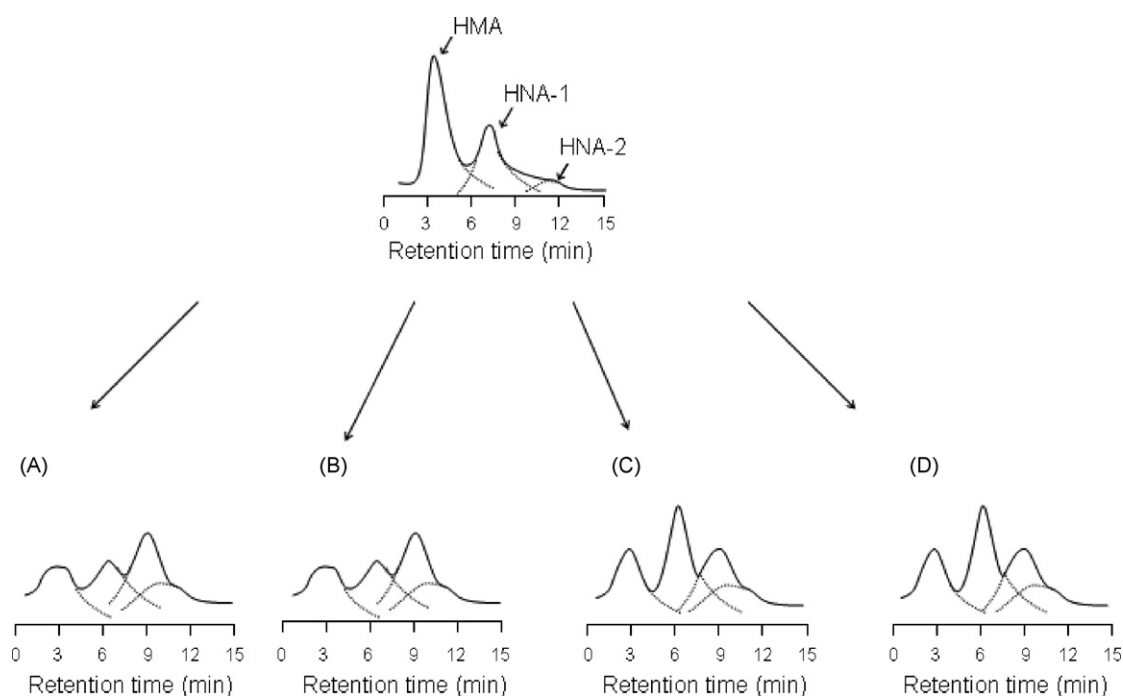 HMA
HNA-1
HNA-2
0 3 6 9 12 15
Retention time (min)
(A) (B) (C) (D)
0 3 6 9 12 15 0 3 6 9 12 15 0 3 6 9 12 15 0 3 6 9 12 15
Retention time (min) Retention time (min) Retention time (min) Retention time (min)